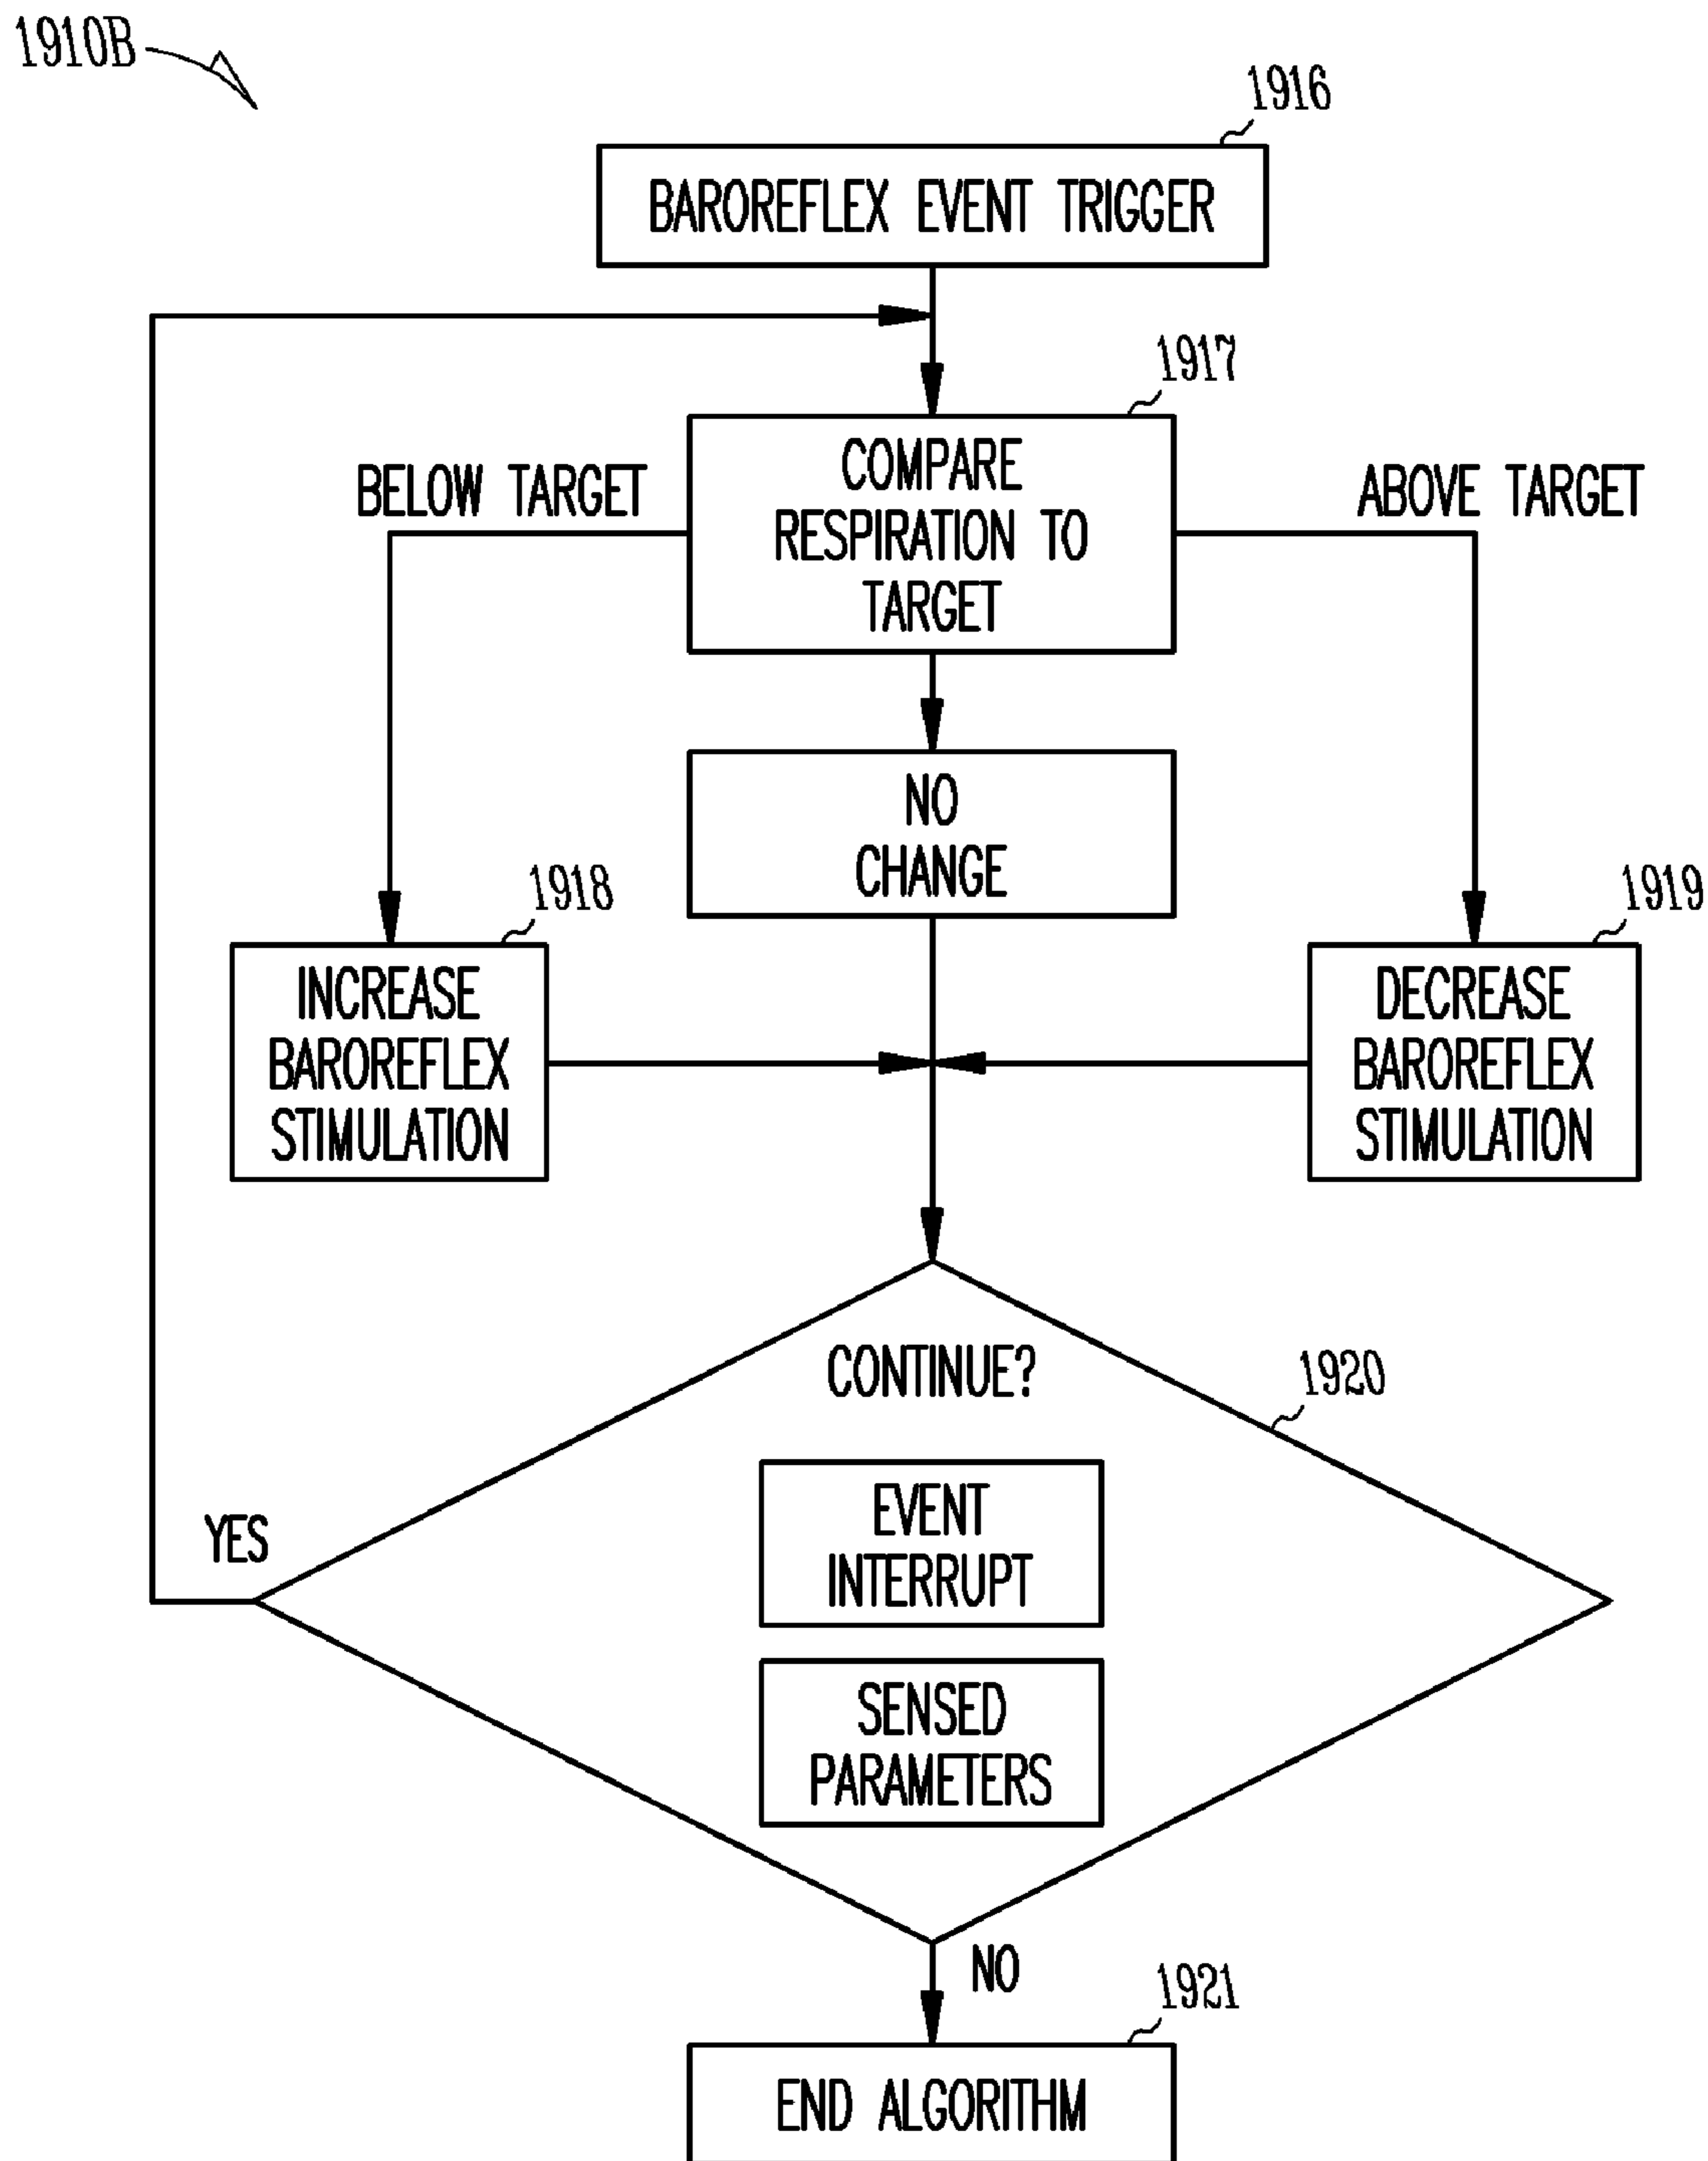 1910B
1916
BAROREFLEX EVENT TRIGGER
1917
COMPARE
RESPIRATION TO
TARGET
BELOW TARGET
ABOVE TARGET
NO
CHANGE
1918
INCREASE
BAROREFLEX
STIMULATION
1919
DECREASE
BAROREFLEX
STIMULATION
CONTINUE?
1920
EVENT
INTERRUPT
SENSED
PARAMETERS
YES
NO
1921
END ALGORITHM